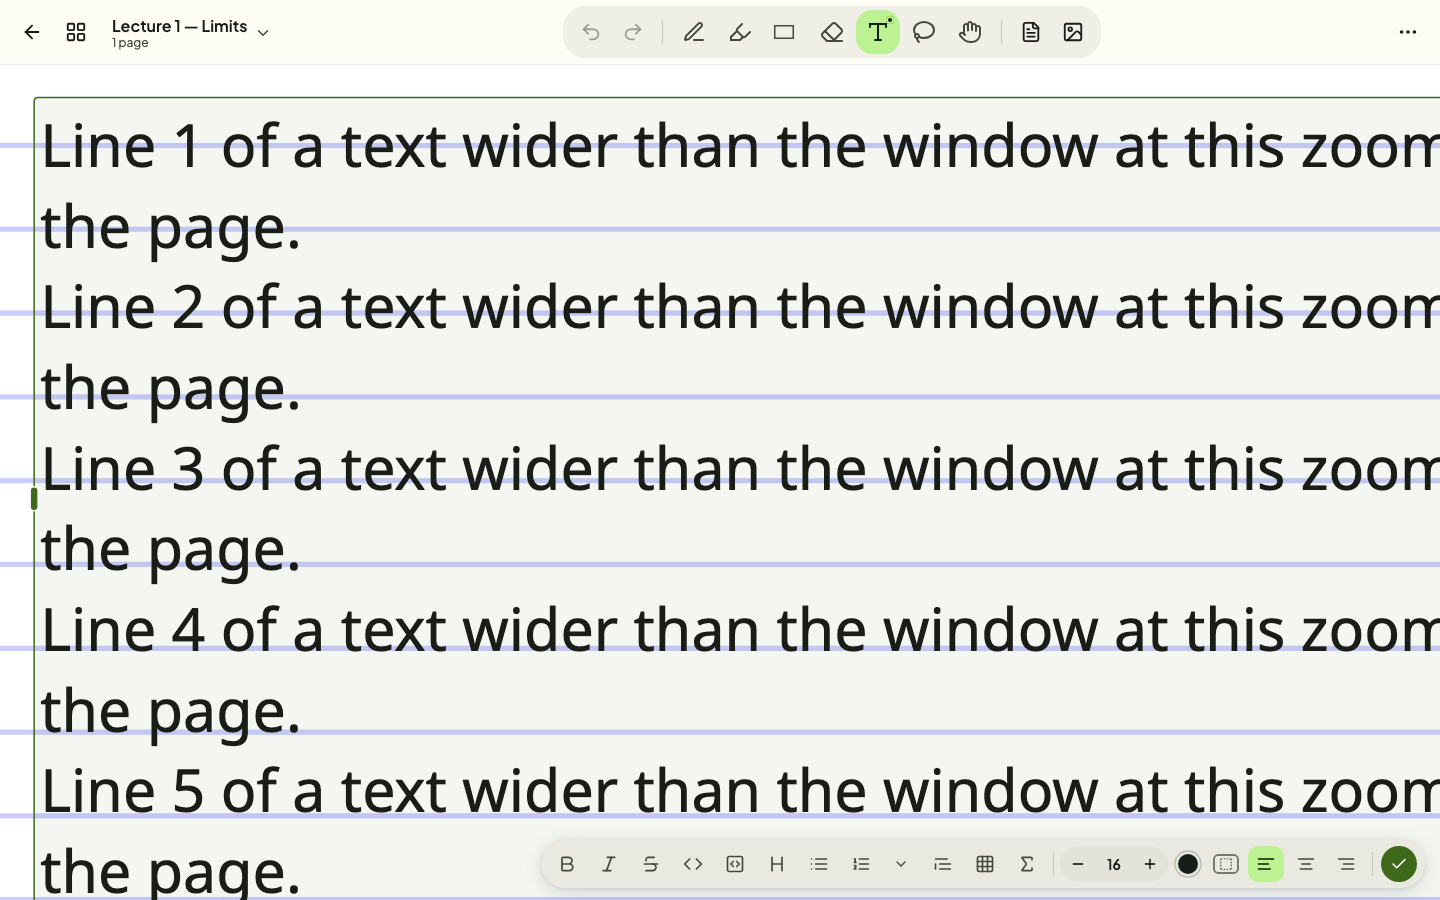 Lecture 1 — Limits
1 page
Line 1 of a text wider than the window at this zoom
the page.
Line 2 of a text wider than the window at this zoom
the page.
Line 3 of a text wider than the window at this zoom
the page.
Line 4 of a text wider than the window at this zoom
the page.
Line 5 of a text wider than the window at this zoom
the page.
16